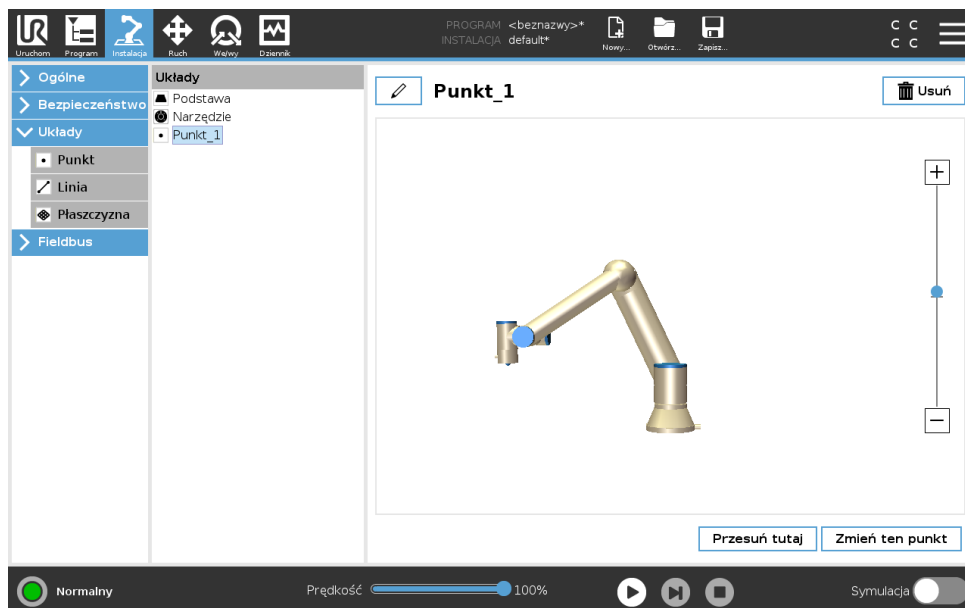 PROGRAM <beznazwy>*
INSTALACJA default*
C C
C C
Uruchom Program Instalacja Ruch We/wy Dziennik Nowy... Otwórz... Zapisz...
Ogólne
Bezpieczeństwo
Układy
Punkt
Linia
Płaszczyzna
Fieldbus
Układy
Podstawa
Narzędzie
Punkt_1
Punkt_1
Usuń
Przesuń tutaj
Zmień ten punkt
Normalny
Prędkość
100%
Symulacja